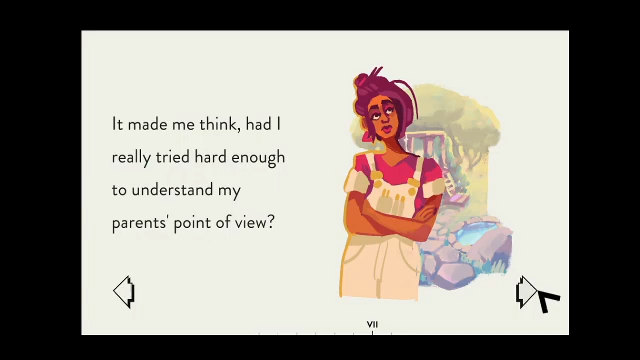 It made me think, had I
really tried hard enough
to understand my
parents' point of view?
VII